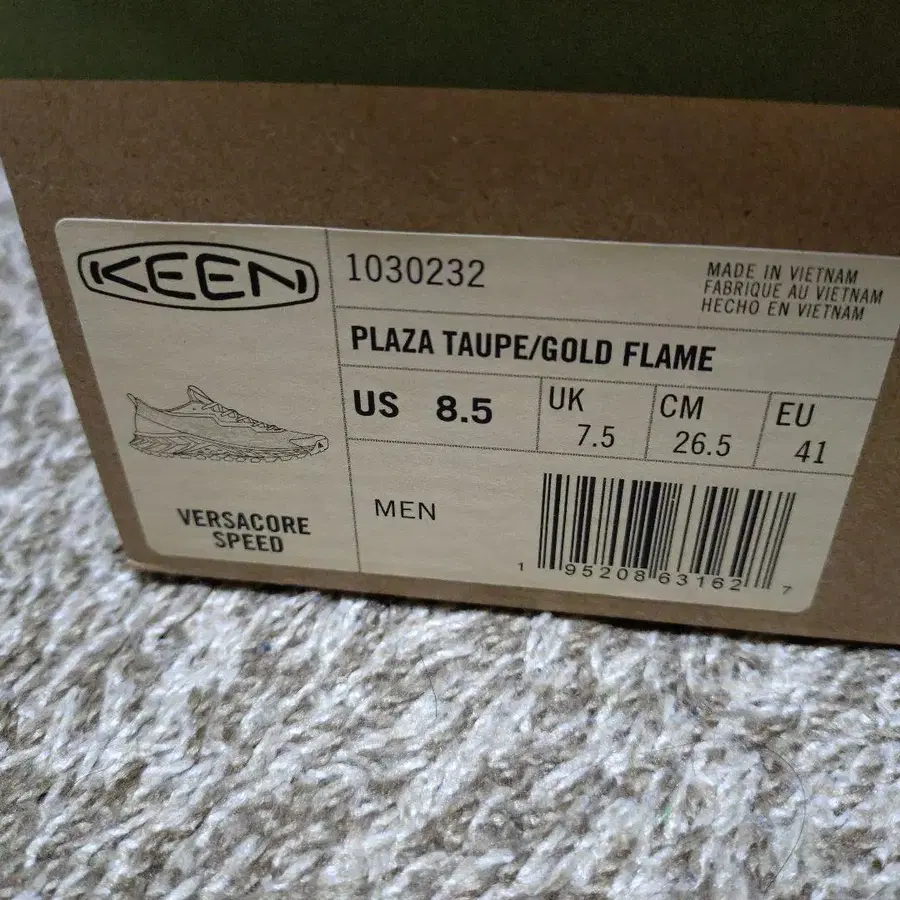 KEEN
1030232
MADE IN VIETNAM
FABRIQUE AU VIETNAM
HECHO EN VIETNAM
PLAZA TAUPE/GOLD FLAME
US 8.5
UK 7.5
CM 26.5
EU 41
VERSACORE
SPEED
MEN
1 95208 63162 7